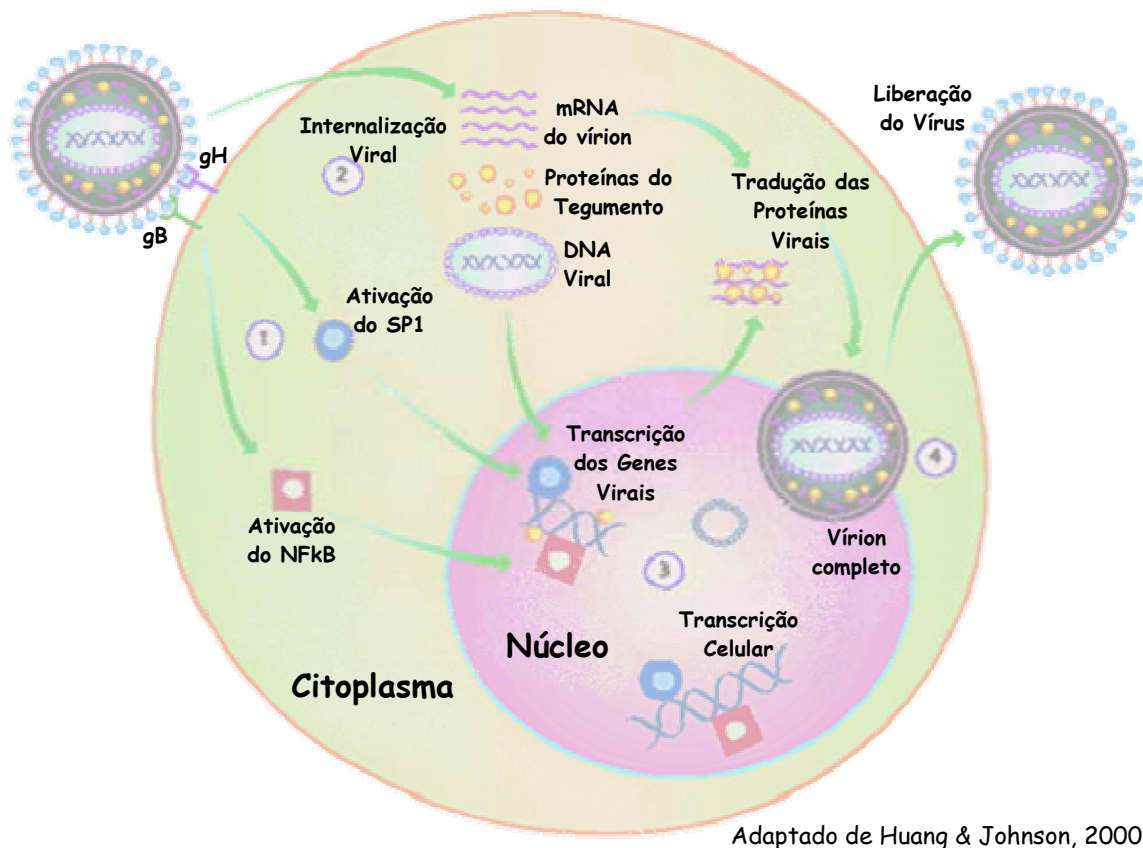 Liberação
do Vírus
mRNA
do vírion
Internalização
Viral
2
gH
Proteínas do
Tegumento
Tradução das
Proteínas
Virais
gB
DNA
Viral
Ativação
do SP1
1
Transcrição
dos Genes
Virais
4
Ativação
do NFkB
Vírion
completo
3
Transcrição
Celular
Núcleo
Citoplasma
Adaptado de Huang & Johnson, 2000